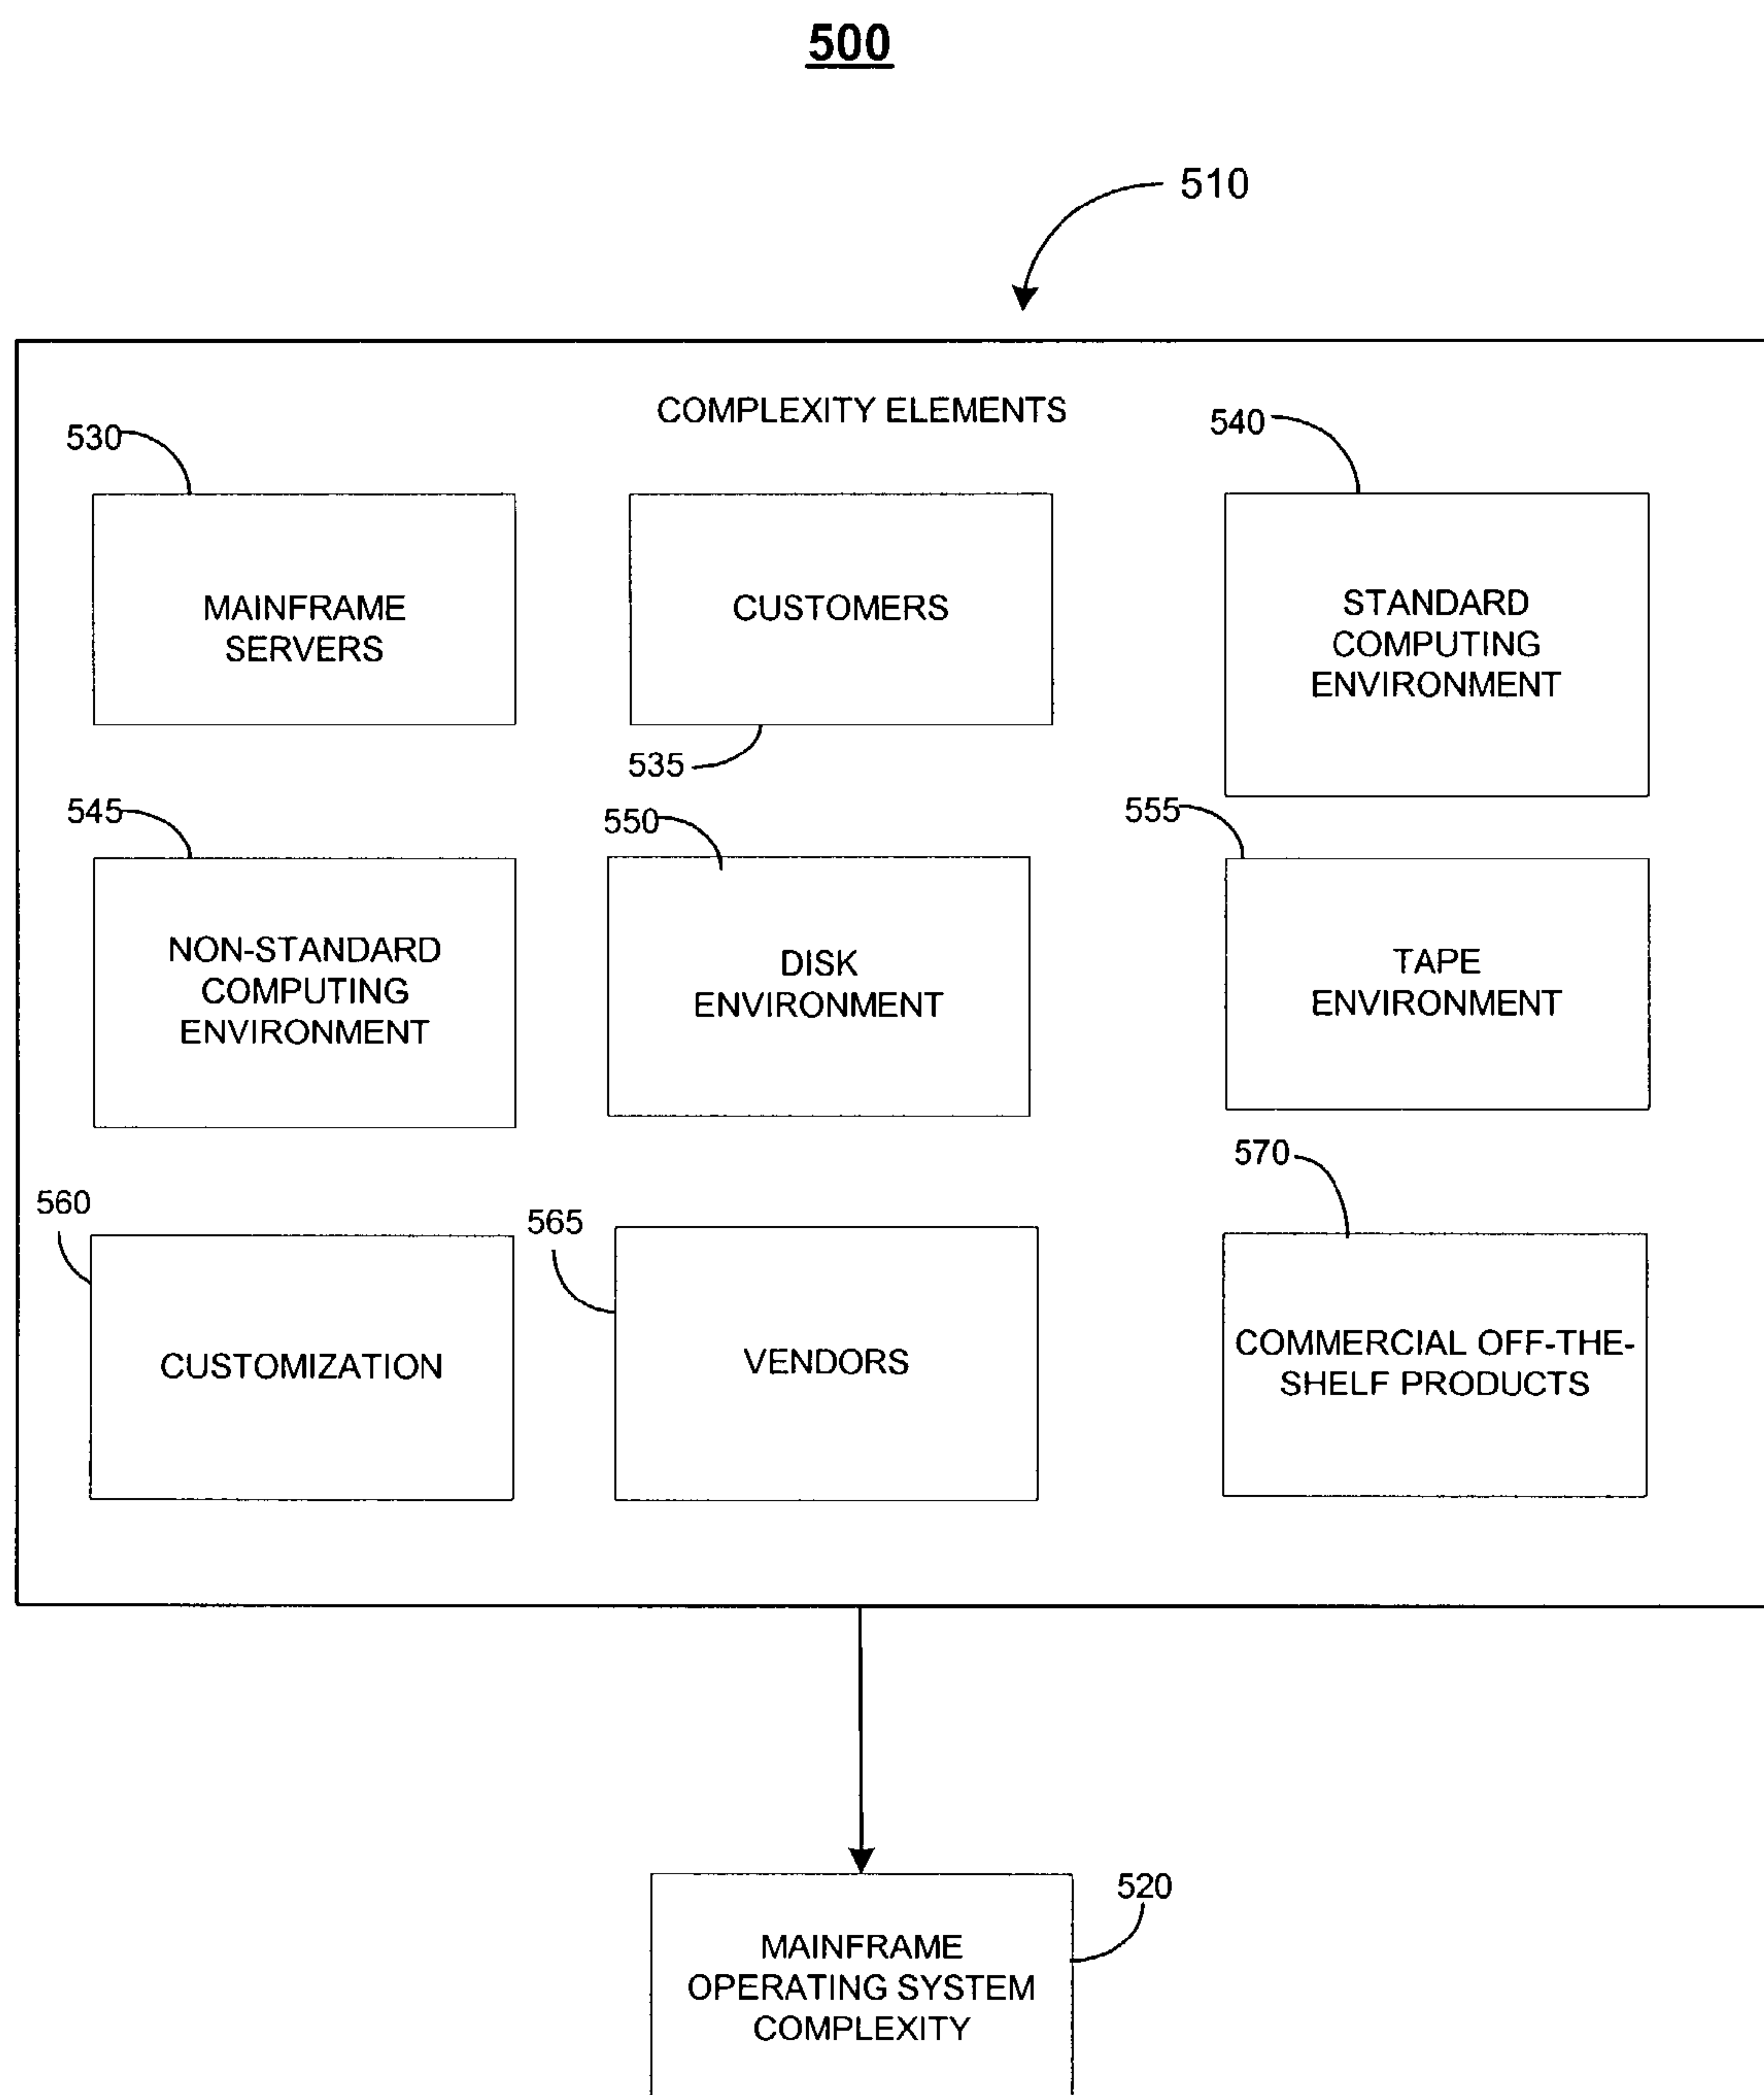 500
510
COMPLEXITY ELEMENTS
530
540
MAINFRAME
SERVERS
CUSTOMERS
STANDARD
COMPUTING
ENVIRONMENT
535
545
550
555
NON-STANDARD
COMPUTING
ENVIRONMENT
DISK
ENVIRONMENT
TAPE
ENVIRONMENT
560
565
570
CUSTOMIZATION
VENDORS
COMMERCIAL OFF-THE-
SHELF PRODUCTS
520
MAINFRAME
OPERATING SYSTEM
COMPLEXITY